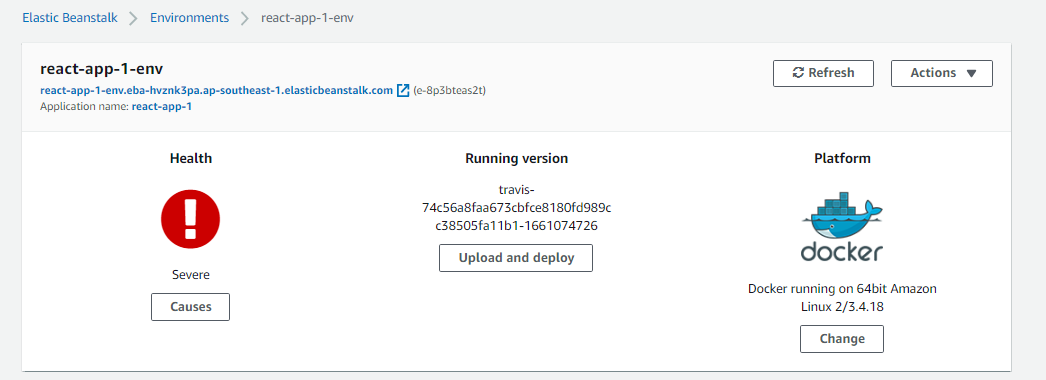 Elastic Beanstalk > Environments > react-app-1-env
react-app-1-env
Refresh
Actions
react-app-1-env.eba-hvznk3pa.ap-southeast-1.elasticbeanstalk.com (e-8p3bteas2t)
Application name: react-app-1
Health
Severe
Causes
Running version
travis-
74c56a8faa673cbfce8180fd989c
c38505fa11b1-1661074726
Upload and deploy
Platform
docker
Docker running on 64bit Amazon
Linux 2/3.4.18
Change